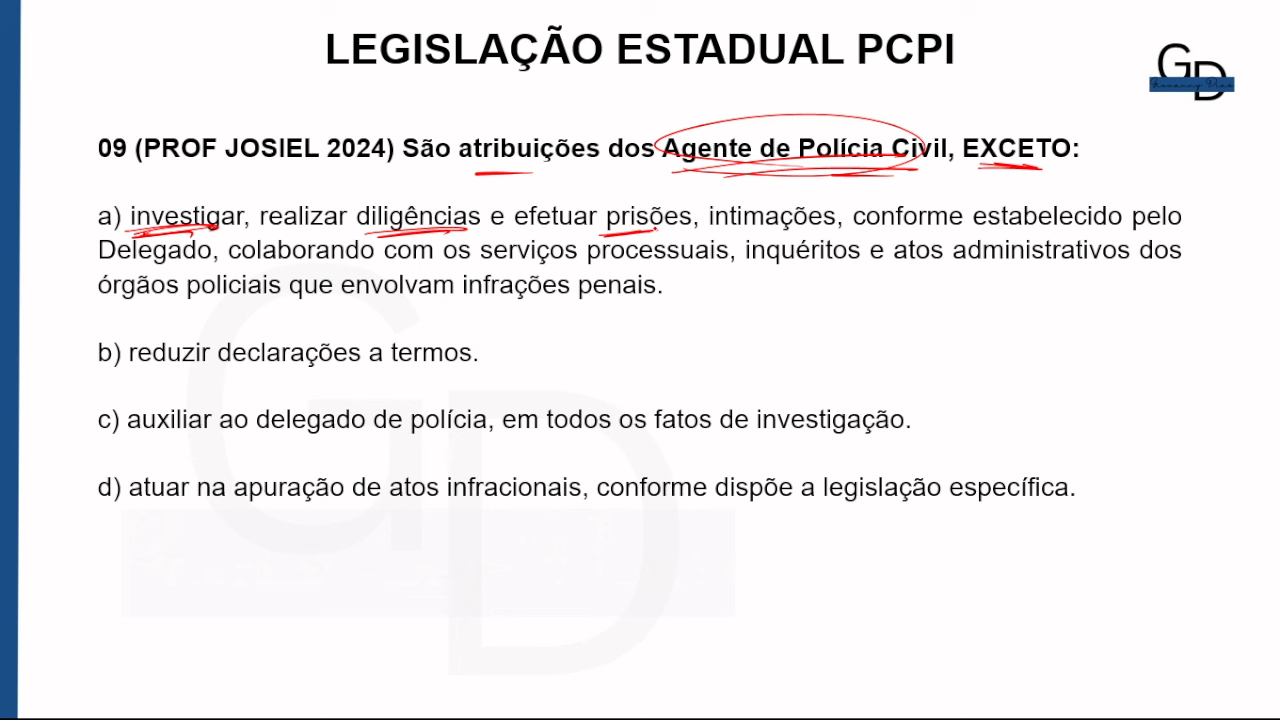 LEGISLAÇÃO ESTADUAL PCPI
GD
09 (PROF JOSIEL 2024) São atribuições dos Agente de Polícia Civil, EXCETO:
a) investigar, realizar diligências e efetuar prisões, intimações, conforme estabelecido pelo
Delegado, colaborando com os serviços processuais, inquéritos e atos administrativos dos
órgãos policiais que envolvam infrações penais.
b) reduzir declarações a termos.
c) auxiliar ao delegado de polícia, em todos os fatos de investigação.
d) atuar na apuração de atos infracionais, conforme dispõe a legislação específica.
GD